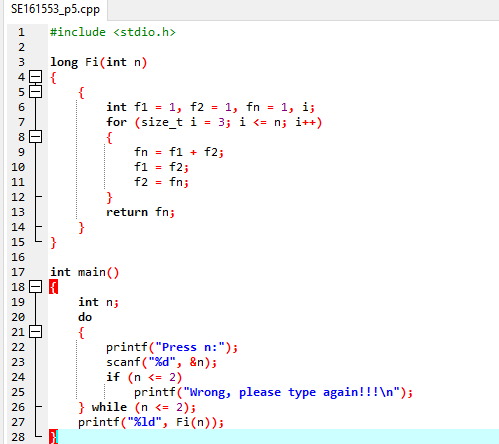 SE161553_p5.cpp
1 #include <stdio.h>
2
3 long Fi(int n)
4 {
5     {
6         int f1 = 1, f2 = 1, fn = 1, i;
7         for (size_t i = 3; i <= n; i++)
8         {
9             fn = f1 + f2;
10             f1 = f2;
11             f2 = fn;
12         }
13         return fn;
14     }
15 }
16
17 int main()
18 {
19     int n;
20     do
21     {
22         printf("Press n:");
23         scanf("%d", &n);
24         if (n <= 2)
25             printf("Wrong, please type again!!!\n");
26     } while (n <= 2);
27     printf("%ld", Fi(n));
28 }